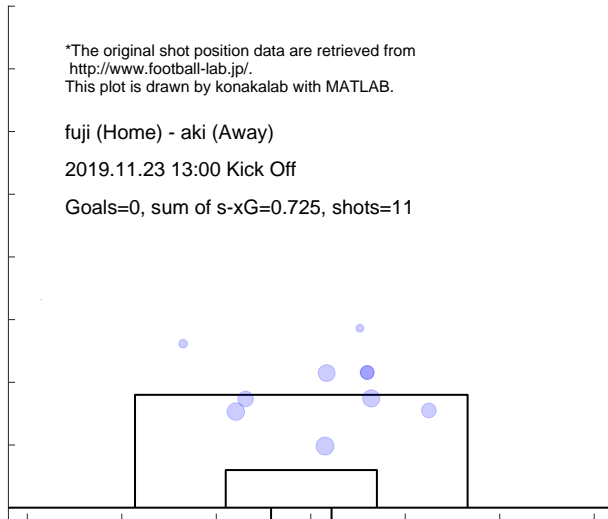 *The original shot position data are retrieved from
http://www.football-lab.jp/.
This plot is drawn by konakalab with MATLAB.
fuji (Home) - aki (Away)
2019.11.23 13:00 Kick Off
Goals=0, sum of s-xG=0.725, shots=11